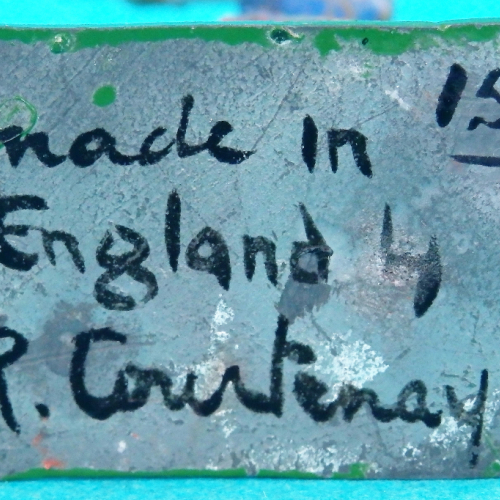 made in
England by
R. Courtenay